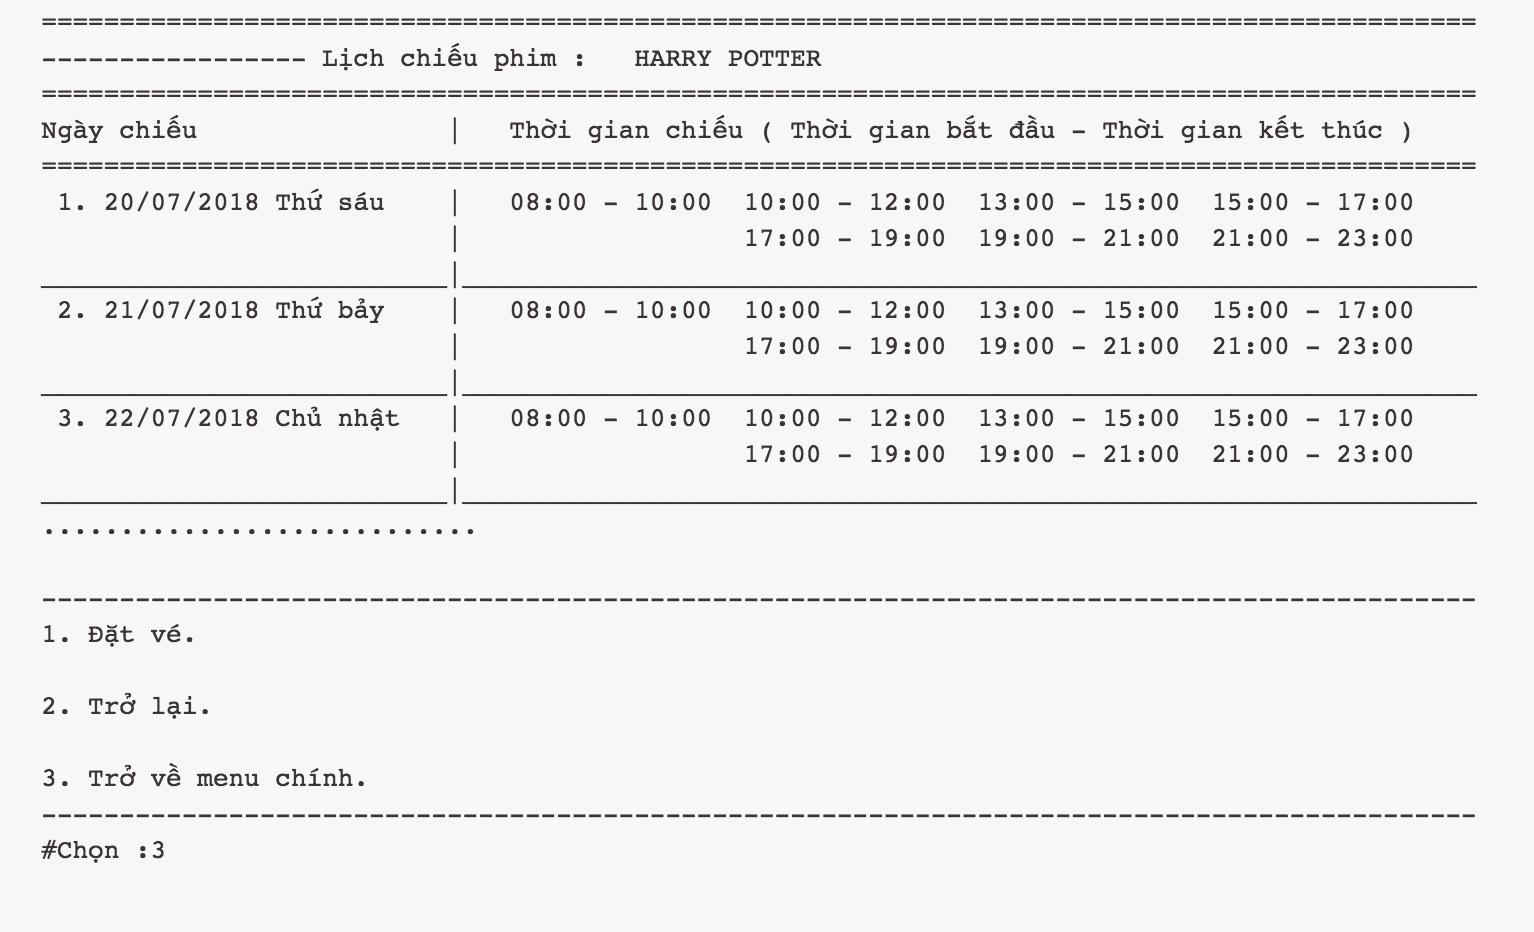 ============================================================================================
----------------- Lịch chiếu phim :   HARRY POTTER
============================================================================================
Ngày chiếu                |   Thời gian chiếu ( Thời gian bắt đầu - Thời gian kết thúc )
============================================================================================
 1. 20/07/2018 Thứ sáu    |   08:00 - 10:00  10:00 - 12:00  13:00 - 15:00  15:00 - 17:00
                          |                  17:00 - 19:00  19:00 - 21:00  21:00 - 23:00
__________________________|_________________________________________________________________
 2. 21/07/2018 Thứ bảy    |   08:00 - 10:00  10:00 - 12:00  13:00 - 15:00  15:00 - 17:00
                          |                  17:00 - 19:00  19:00 - 21:00  21:00 - 23:00
__________________________|_________________________________________________________________
 3. 22/07/2018 Chủ nhật   |   08:00 - 10:00  10:00 - 12:00  13:00 - 15:00  15:00 - 17:00
                          |                  17:00 - 19:00  19:00 - 21:00  21:00 - 23:00
__________________________|_________________________________________________________________
............................
--------------------------------------------------------------------------------------------
1. Đặt vé.
2. Trở lại.
3. Trở về menu chính.
--------------------------------------------------------------------------------------------
#Chọn :3